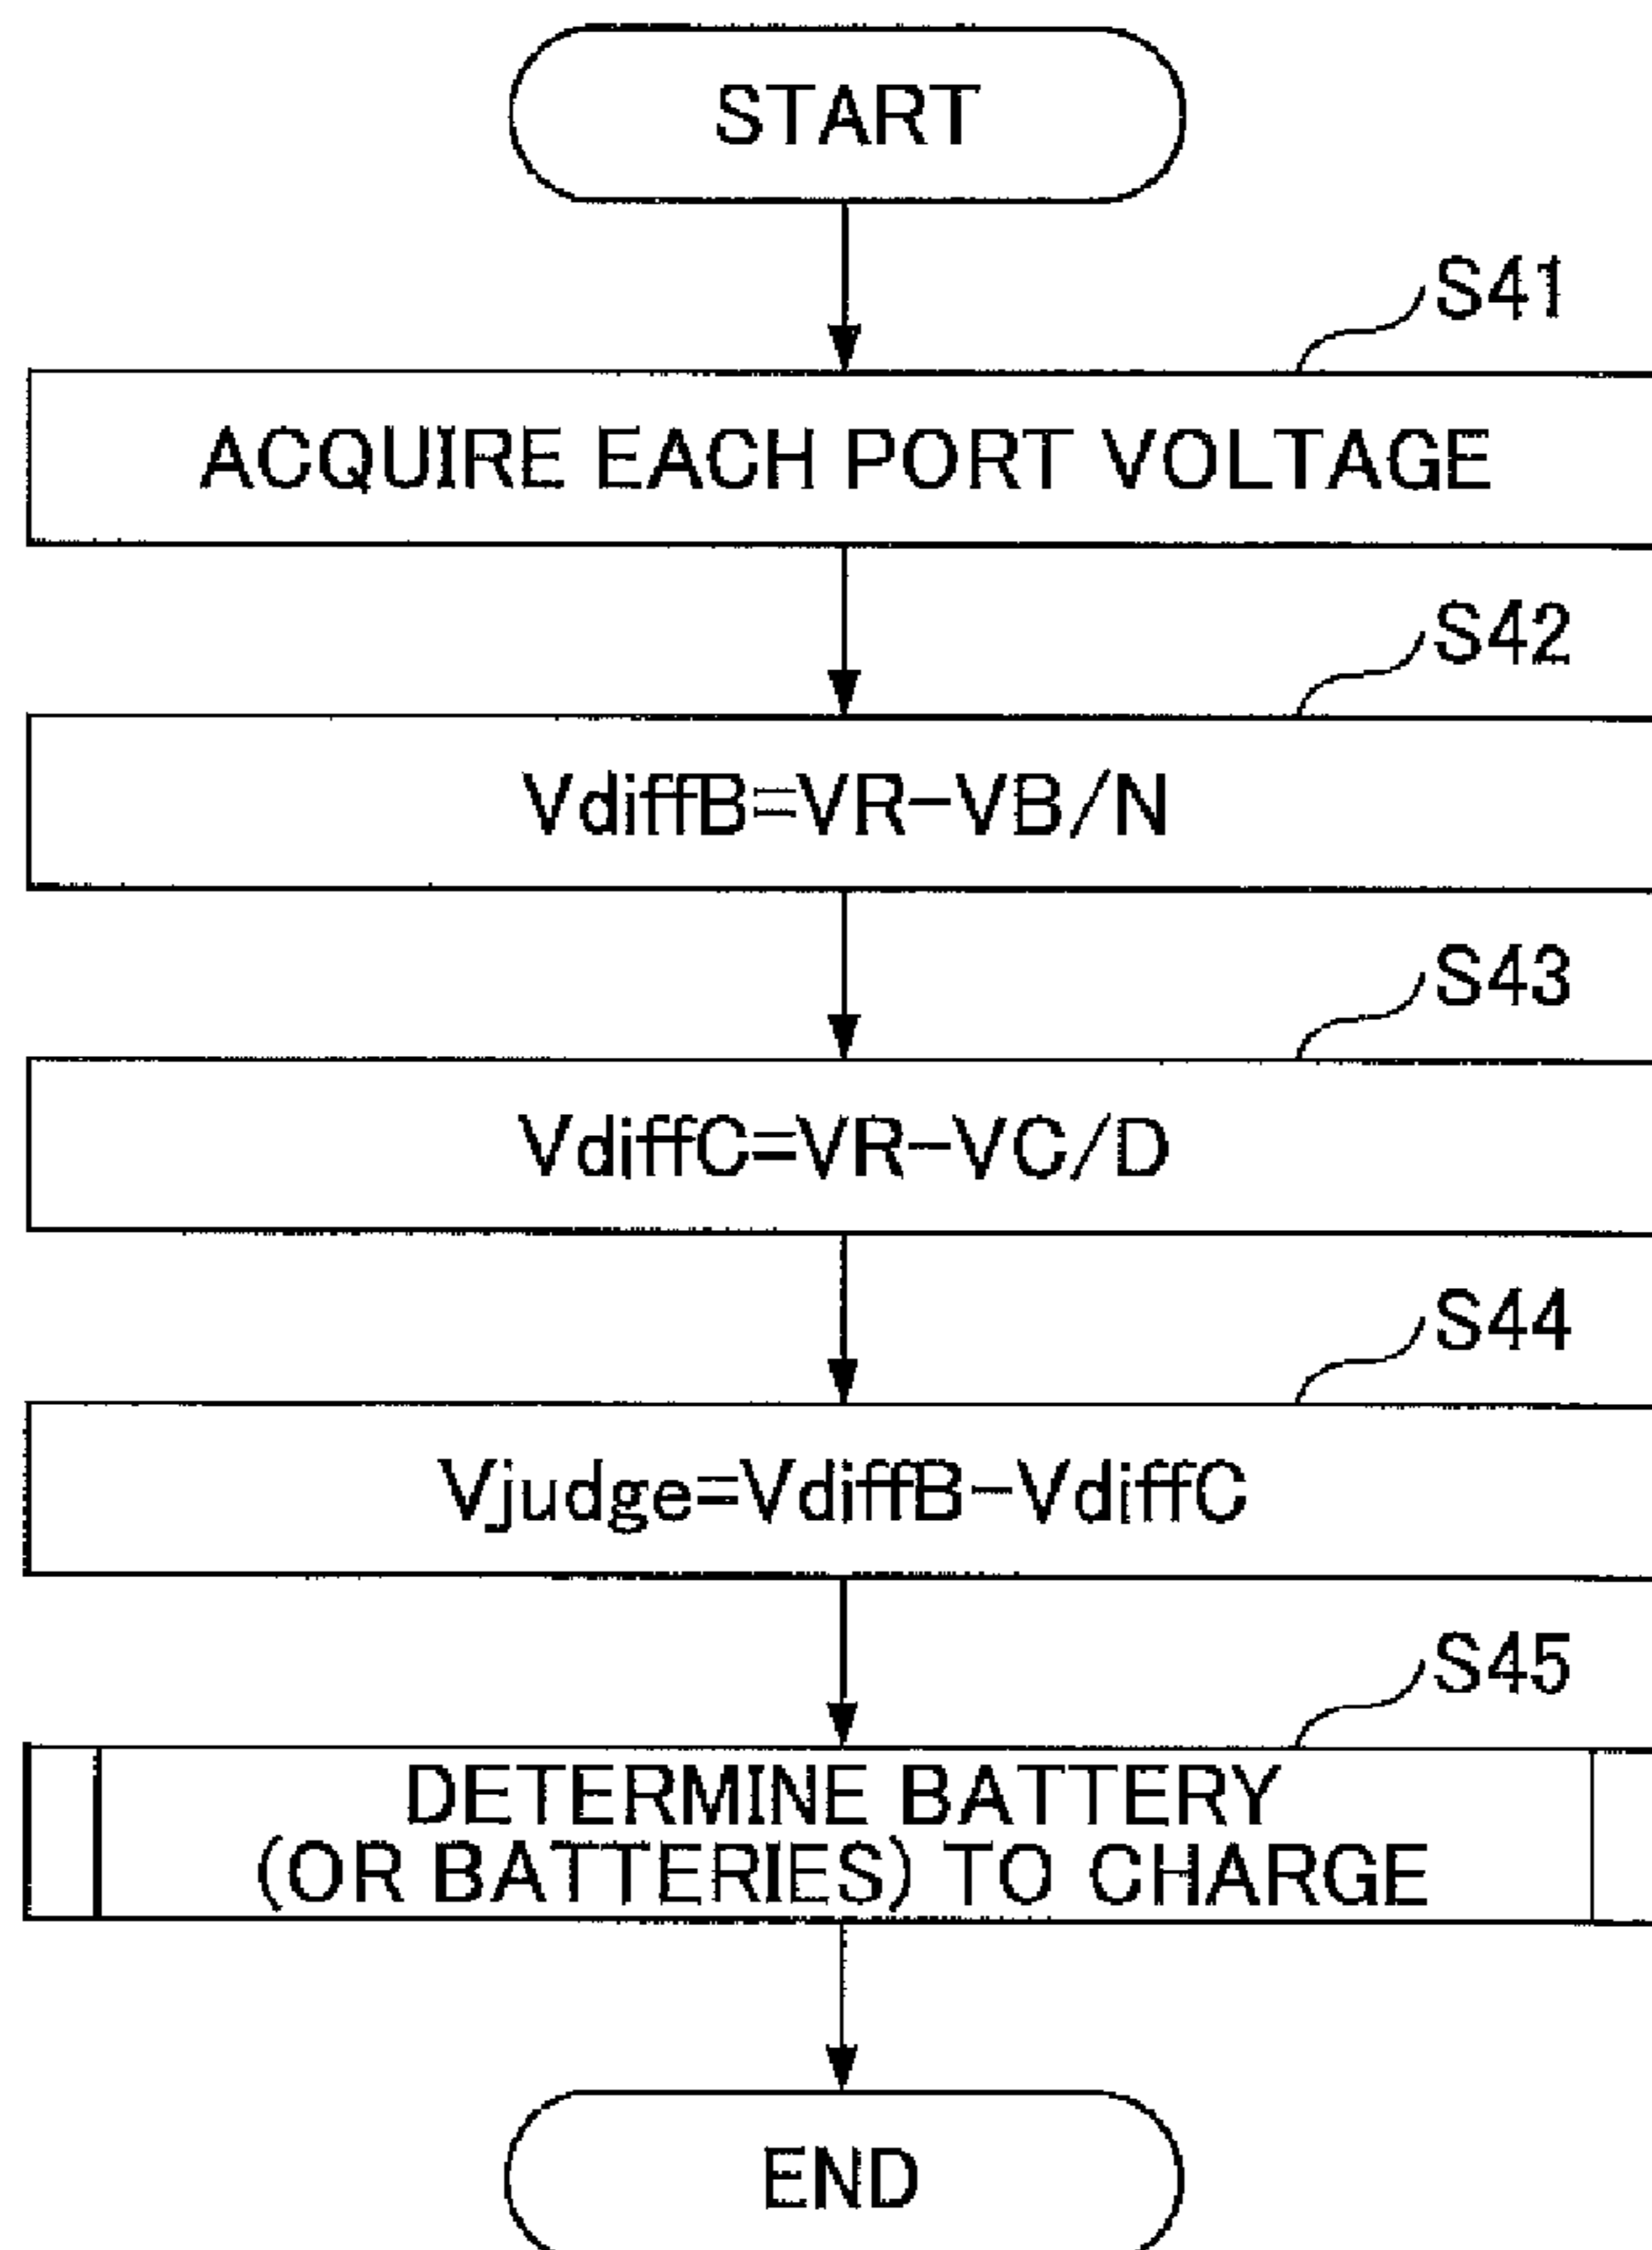 START
S41
ACQUIRE EACH PORT VOLTAGE
S42
VdiffB=VR-VB/N
S43
VdiffC=VR-VC/D
S44
Vjudge=VdiffB-VdiffC
S45
DETERMINE BATTERY
(OR BATTERIES) TO CHARGE
END